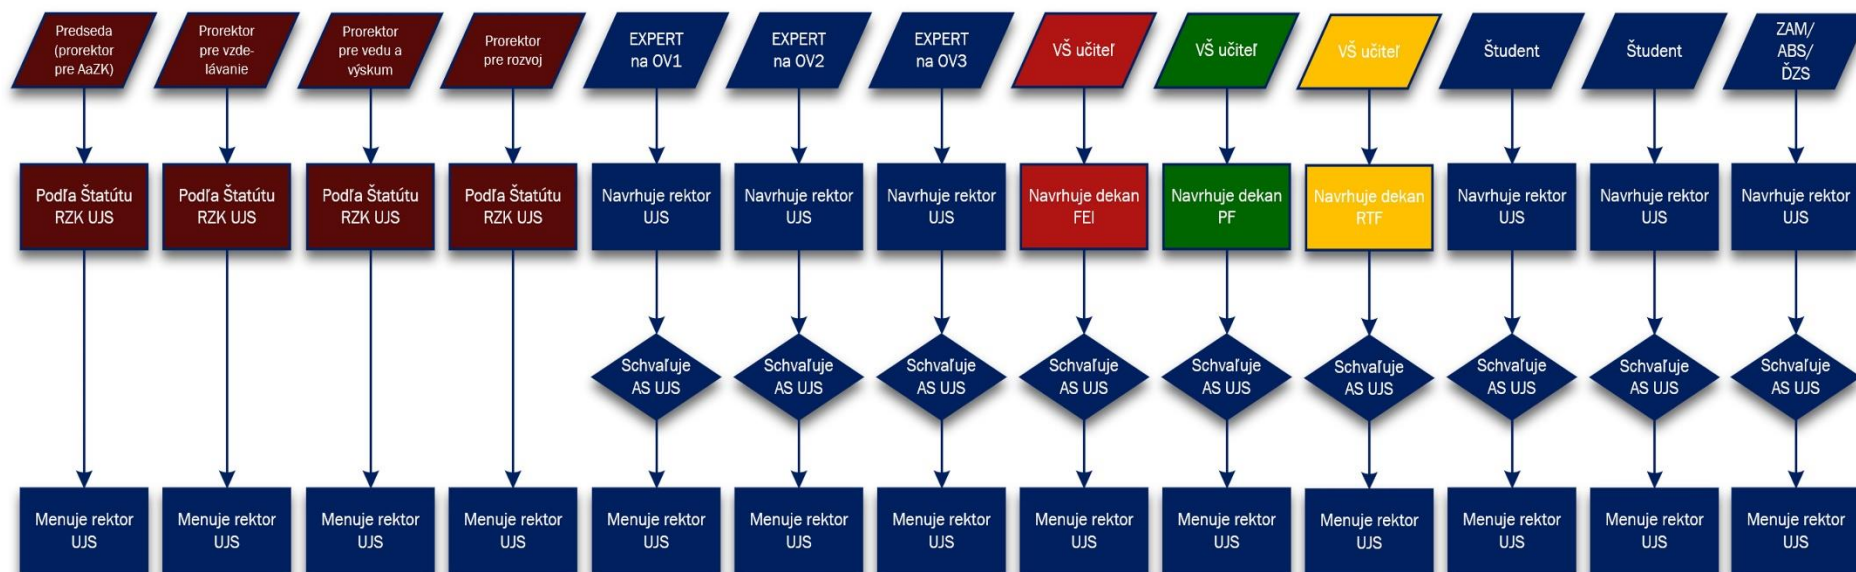 Predseda
(prorektor
pre AaZK)
Prorektor
pre vzde-
lávanie
Prorektor
pre vedu a
výskum
Prorektor
pre rozvoj
EXPERT
na OV1
EXPERT
na OV2
EXPERT
na OV3
VŠ učiteľ
VŠ učiteľ
VŠ učiteľ
Študent
Študent
ZAM/
ABS/
ĎZS
Podľa Štatútu
RZK UJS
Podľa Štatútu
RZK UJS
Podľa Štatútu
RZK UJS
Podľa Štatútu
RZK UJS
Navrhuje rektor
UJS
Navrhuje rektor
UJS
Navrhuje rektor
UJS
Navrhuje dekan
FEI
Navrhuje dekan
PF
Navrhuje dekan
RTF
Navrhuje rektor
UJS
Navrhuje rektor
UJS
Navrhuje rektor
UJS
Schvaľuje
AS UJS
Schvaľuje
AS UJS
Schvaľuje
AS UJS
Schvaľuje
AS UJS
Schvaľuje
AS UJS
Schvaľuje
AS UJS
Schvaľuje
AS UJS
Schvaľuje
AS UJS
Schvaľuje
AS UJS
Menuje rektor
UJS
Menuje rektor
UJS
Menuje rektor
UJS
Menuje rektor
UJS
Menuje rektor
UJS
Menuje rektor
UJS
Menuje rektor
UJS
Menuje rektor
UJS
Menuje rektor
UJS
Menuje rektor
UJS
Menuje rektor
UJS
Menuje rektor
UJS
Menuje rektor
UJS